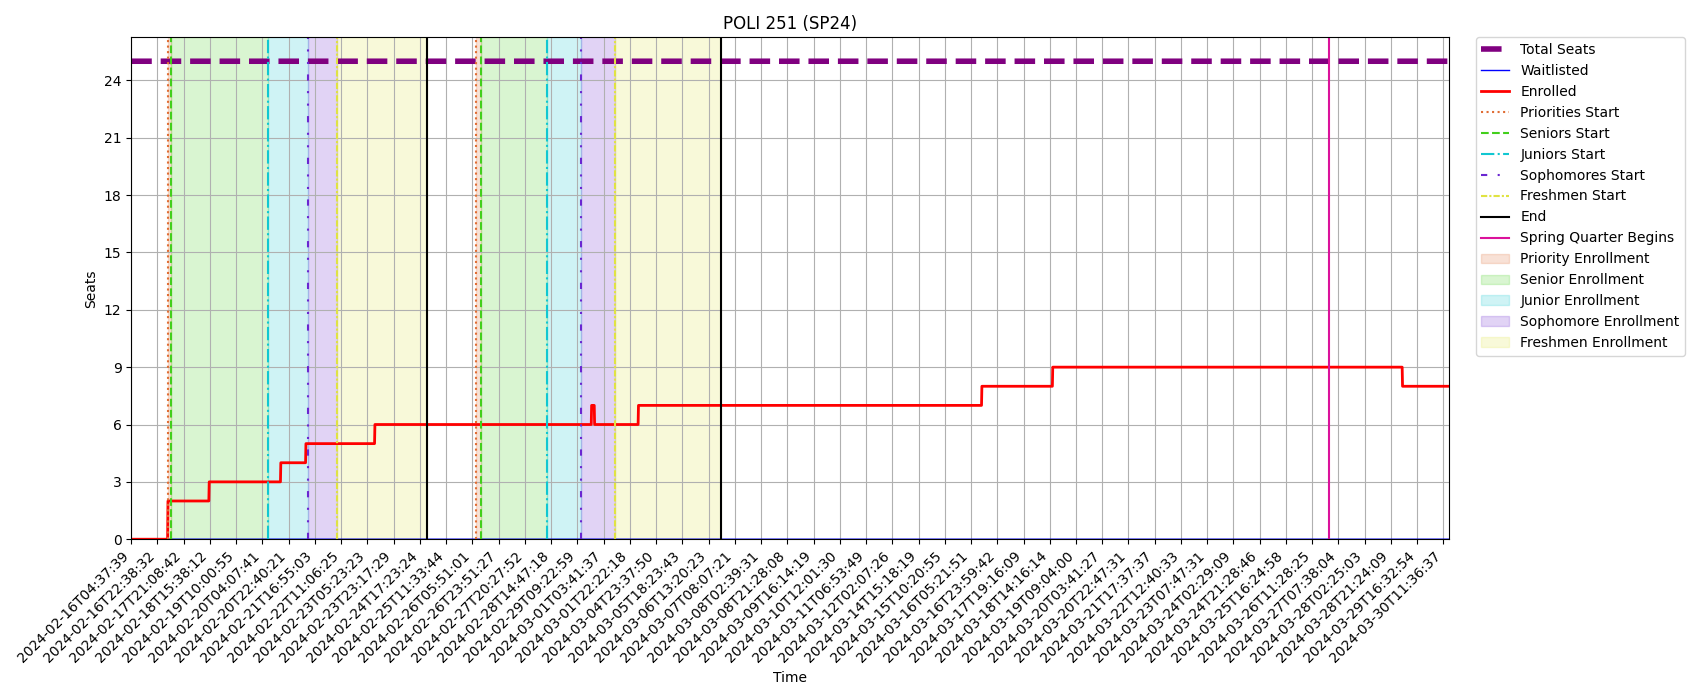 POLI 251 (SP24)
Seats
24
21
18
15
12
9
6
3
0
2024-02-16T04:37:39
2024-02-16T22:38:32
2024-02-17T21:08:42
2024-02-18T15:38:12
2024-02-19T10:00:55
2024-02-20T04:07:41
2024-02-20T22:40:21
2024-02-21T16:55:03
2024-02-22T11:06:25
2024-02-23T05:23:23
2024-02-23T23:17:29
2024-02-24T17:23:24
2024-02-25T11:33:44
2024-02-26T05:51:01
2024-02-26T23:51:27
2024-02-27T20:27:52
2024-02-28T14:47:18
2024-02-29T09:22:59
2024-03-01T03:41:37
2024-03-01T22:22:18
2024-03-04T23:37:50
2024-03-05T18:23:43
2024-03-06T13:20:23
2024-03-07T08:07:21
2024-03-08T02:39:31
2024-03-08T21:28:08
2024-03-09T16:14:19
2024-03-10T12:01:30
2024-03-11T06:53:49
2024-03-12T02:07:26
2024-03-14T15:18:19
2024-03-15T10:20:55
2024-03-16T05:21:51
2024-03-16T23:59:42
2024-03-17T19:16:09
2024-03-18T14:16:14
2024-03-19T09:04:00
2024-03-20T03:41:27
2024-03-20T22:47:31
2024-03-21T17:37:37
2024-03-22T12:40:33
2024-03-23T07:47:31
2024-03-24T02:29:09
2024-03-24T21:28:46
2024-03-25T16:24:58
2024-03-26T11:28:25
2024-03-27T07:38:04
2024-03-28T02:25:03
2024-03-28T21:24:09
2024-03-29T16:32:54
2024-03-30T11:36:37
Time
Total Seats
Waitlisted
Enrolled
Priorities Start
Seniors Start
Juniors Start
Sophomores Start
Freshmen Start
End
Spring Quarter Begins
Priority Enrollment
Senior Enrollment
Junior Enrollment
Sophomore Enrollment
Freshmen Enrollment